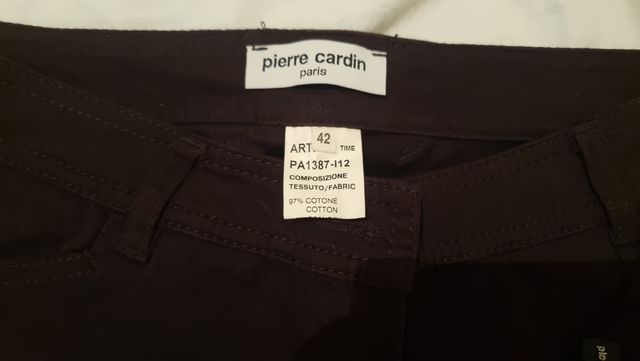 pierre cardin
paris
42
ART. TIME
PA1387-I12
COMPOSIZIONE
TESSUTO/FABRIC
97% COTONE
COTTON